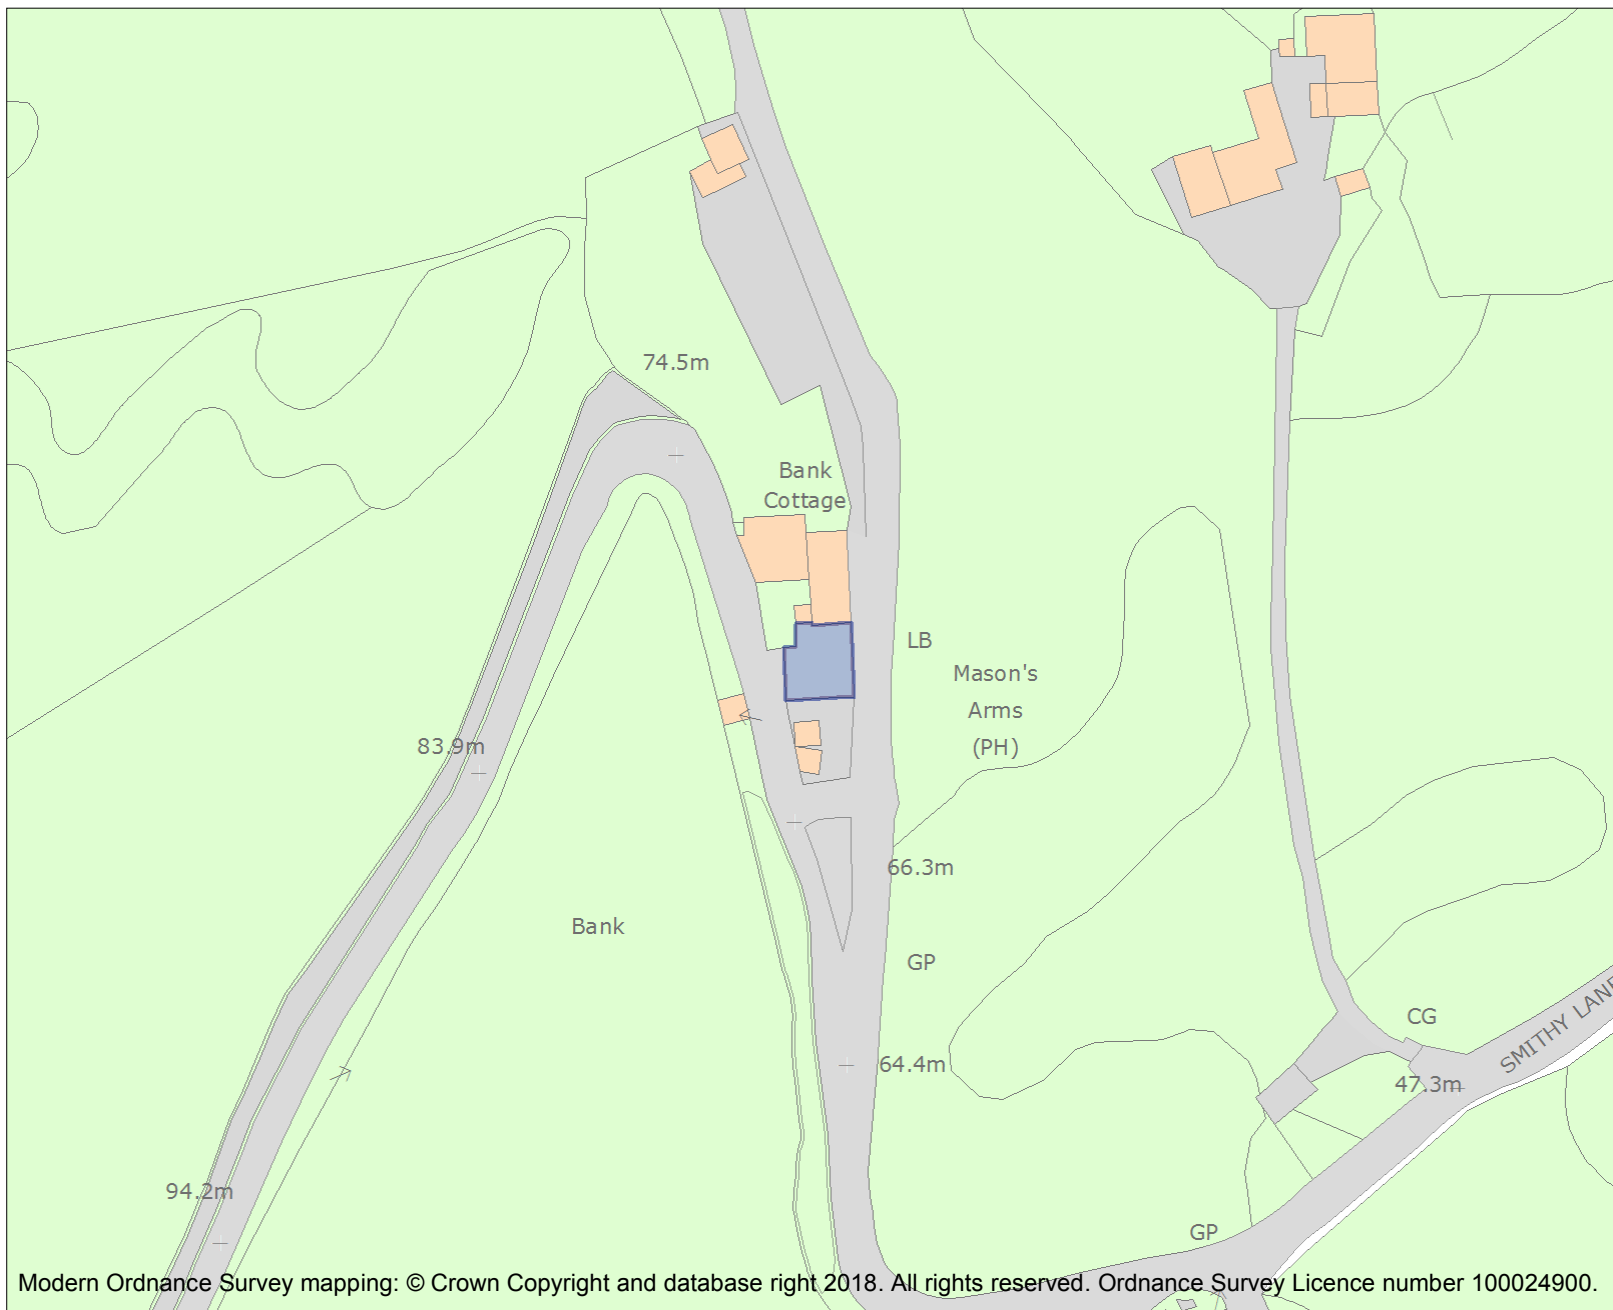 74.5m
Bank
Cottage
LB
Mason's
Arms
(PH)
83.9m
66.3m
Bank
GP
CG
SMITHY LANE
64.4m
47.3m
94.2m
GP
Modern Ordnance Survey mapping: © Crown Copyright and database right 2018. All rights reserved. Ordnance Survey Licence number 100024900.